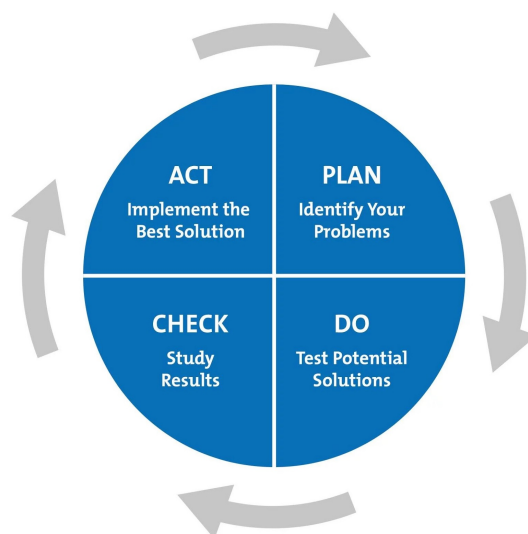 ACT
Implement the
Best Solution
PLAN
Identify Your
Problems
CHECK
Study
Results
DO
Test Potential
Solutions